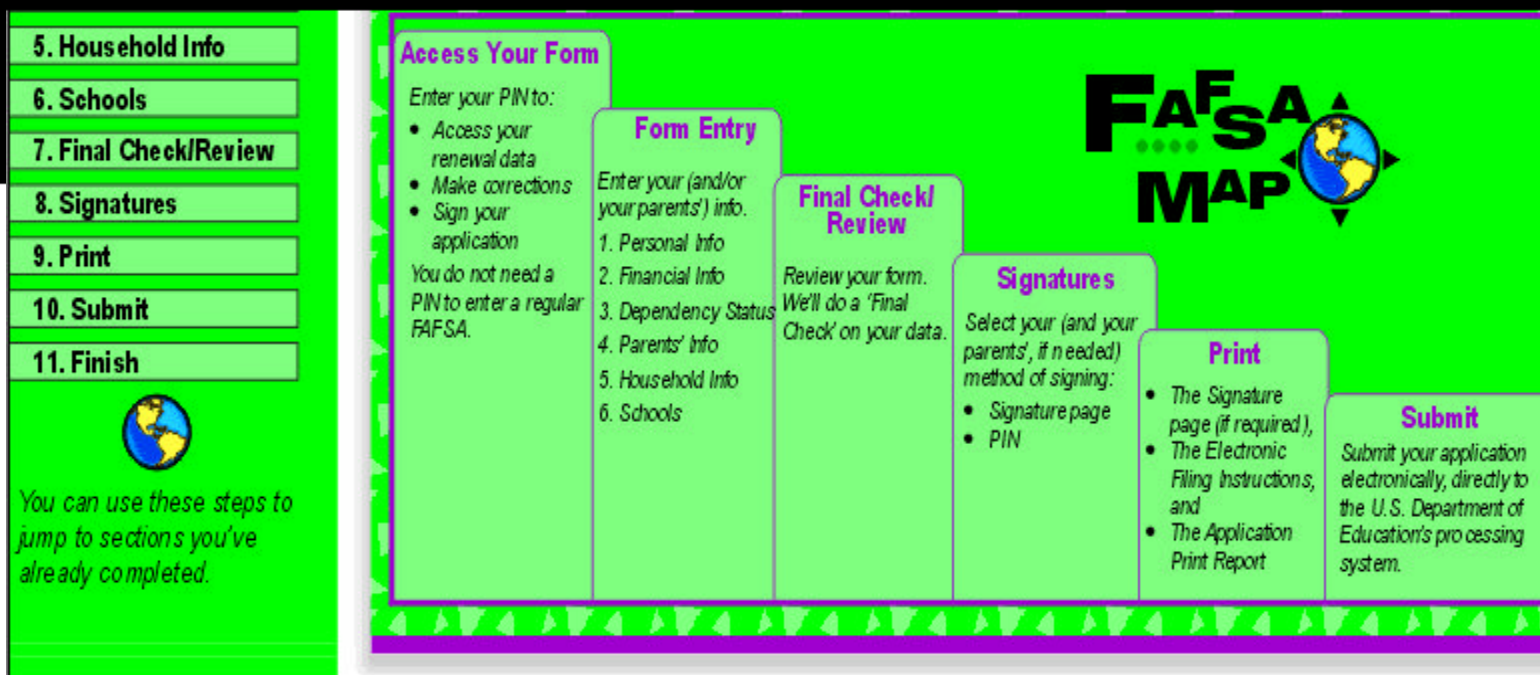 5. Household Info
6. Schools
7. Final Check/Review
8. Signatures
9. Print
10. Submit
11. Finish
You can use these steps to
jump to sections you've
already completed.
Access Your Form
Enter your PIN to:
• Access your
renewal data
• Make corrections
• Sign your
application
You do not need a
PIN to enter a regular
FAFSA.
Form Entry
Enter your (and/or
your parents') info.
1. Personal Info
2. Financial Info
3. Dependency Status
4. Parents' Info
5. Household Info
6. Schools
Final Check/
Review
Review your form.
We'll do a 'Final
Check' on your data.
Signatures
Select your (and your
parents', if needed)
method of signing:
• Signature page
• PIN
Print
• The Signature
page (if required),
• The Electronic
Filing Instructions,
and
• The Application
Print Report
Submit
Submit your application
electronically, directly to
the U.S. Department of
Education's processing
system.
FAFSA
MAP